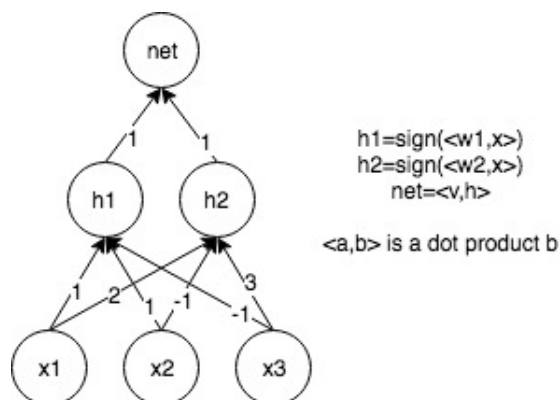 net
1 1
h1=sign(<w1,x>)
h2=sign(<w2,x>)
net=<v,h>
h1 h2
<a,b> is a dot product b
1 2 1 -1 -1 3
x1 x2 x3